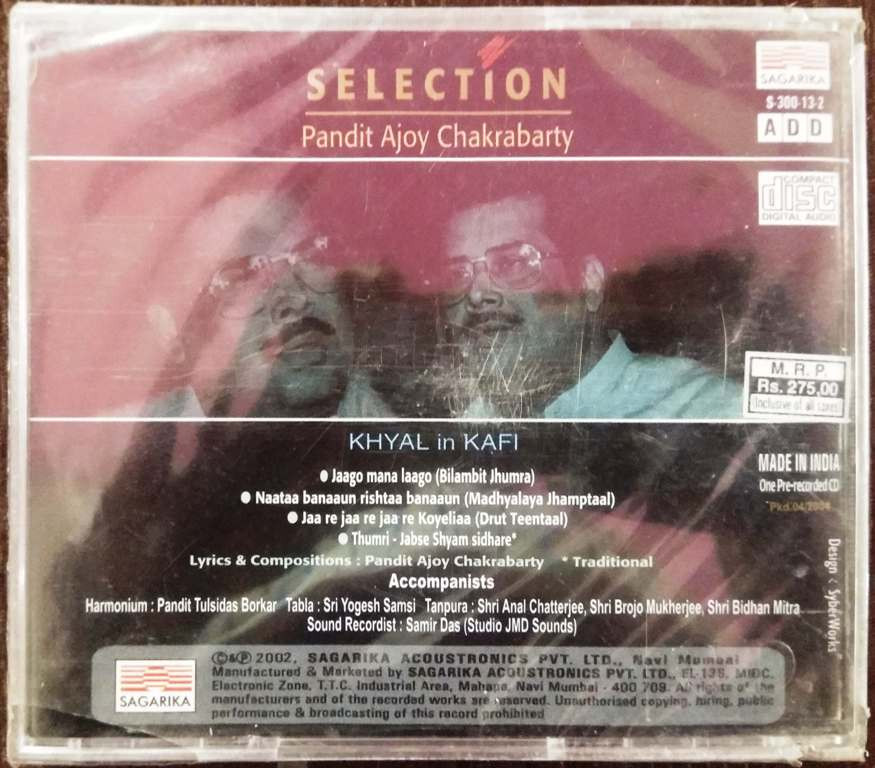 SELECTION
Pandit Ajoy Chakrabarty
SAGARIKA
S-300-13-2
A D D
COMPACT
disc
DIGITAL AUDIO
M. R. P.
Rs. 275,00
(Inclusive of all taxes)
KHYAL in KAFI
MADE IN INDIA
One Pre-recorded CD
Pkd.04/2004
● Jaago mana laago (Bilambit Jhumra)
● Naataa banaaun rishtaa banaaun (Madhyalaya Jhamptaal)
● Jaa re jaa re jaa re Koyeliaa (Drut Teentaal)
● Thumri - Jabse Shyam sidhare*
Lyrics & Compositions : Pandit Ajoy Chakrabarty * Traditional
Accompanists
Harmonium : Pandit Tulsidas Borkar Tabla : Sri Yogesh Samsi Tanpura : Shri Anal Chatterjee, Shri Brojo Mukherjee, Shri Bidhan Mitra
Sound Recordist : Samir Das (Studio JMD Sounds)
Design : SyberWorks
SAGARIKA
©&℗ 2002, SAGARIKA ACOUSTRONICS PVT. LTD., Navi Mumbai
Manufactured & Marketed by SAGARIKA ACOUSTRONICS PVT. LTD., EL-135, MIDC,
Electronic Zone, T.T.C. Industrial Area, Mahape, Navi Mumbai - 400 709. All rights of the
manufacturers and of the recorded works are reserved. Unauthorised copying, hiring, public
performance & broadcasting of this record prohibited